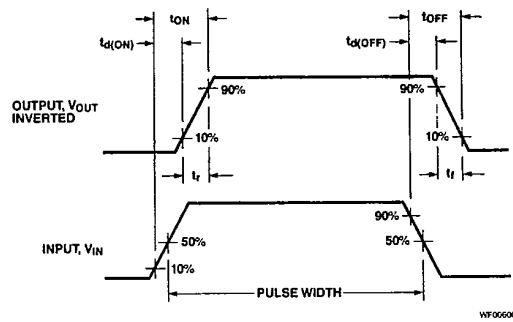 tON
tOFF
td(ON)
td(OFF)
OUTPUT, VOUT
INVERTED
90%
90%
10%
10%
tr
tf
INPUT, VIN
90%
50%
50%
10%
PULSE WIDTH